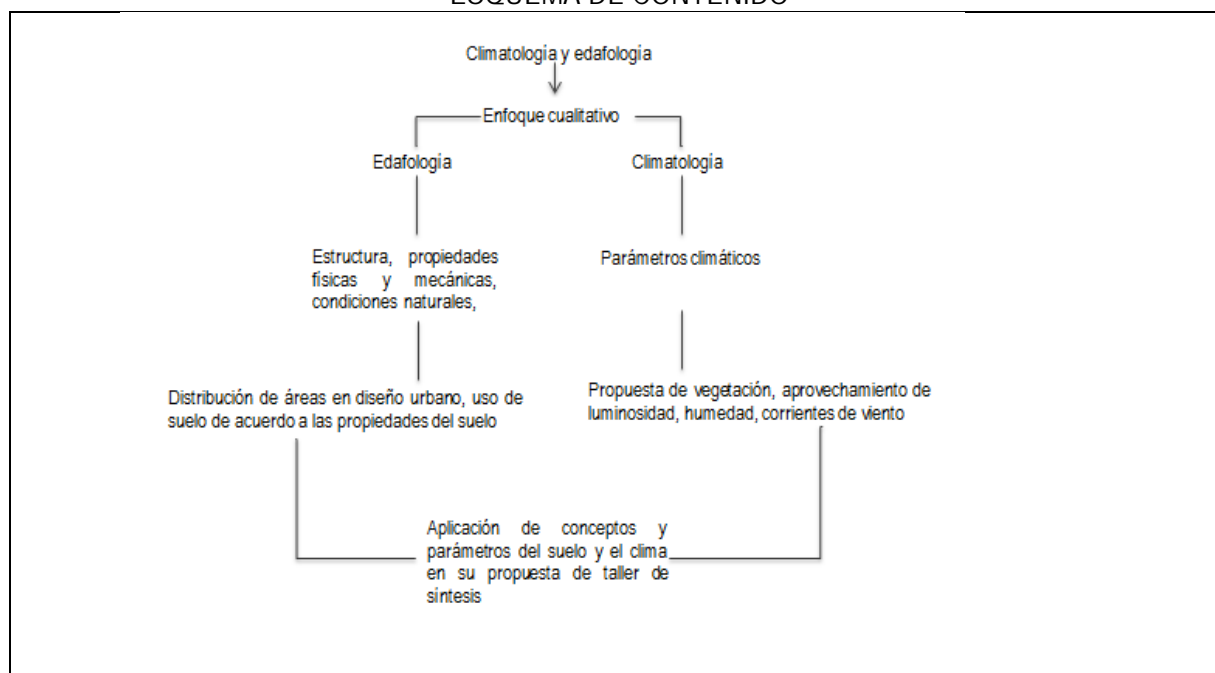 ESQUEMA DE CONTENIDO
Climatología y edafología
Enfoque cualitativo
Edafología
Climatología
Estructura, propiedades
físicas y mecánicas,
condiciones naturales,
Parámetros climáticos
Distribución de áreas en diseño urbano, uso de
suelo de acuerdo a las propiedades del suelo
Propuesta de vegetación, aprovechamiento de
luminosidad, humedad, corrientes de viento
Aplicación de conceptos y
parámetros del suelo y el clima
en su propuesta de taller de
síntesis